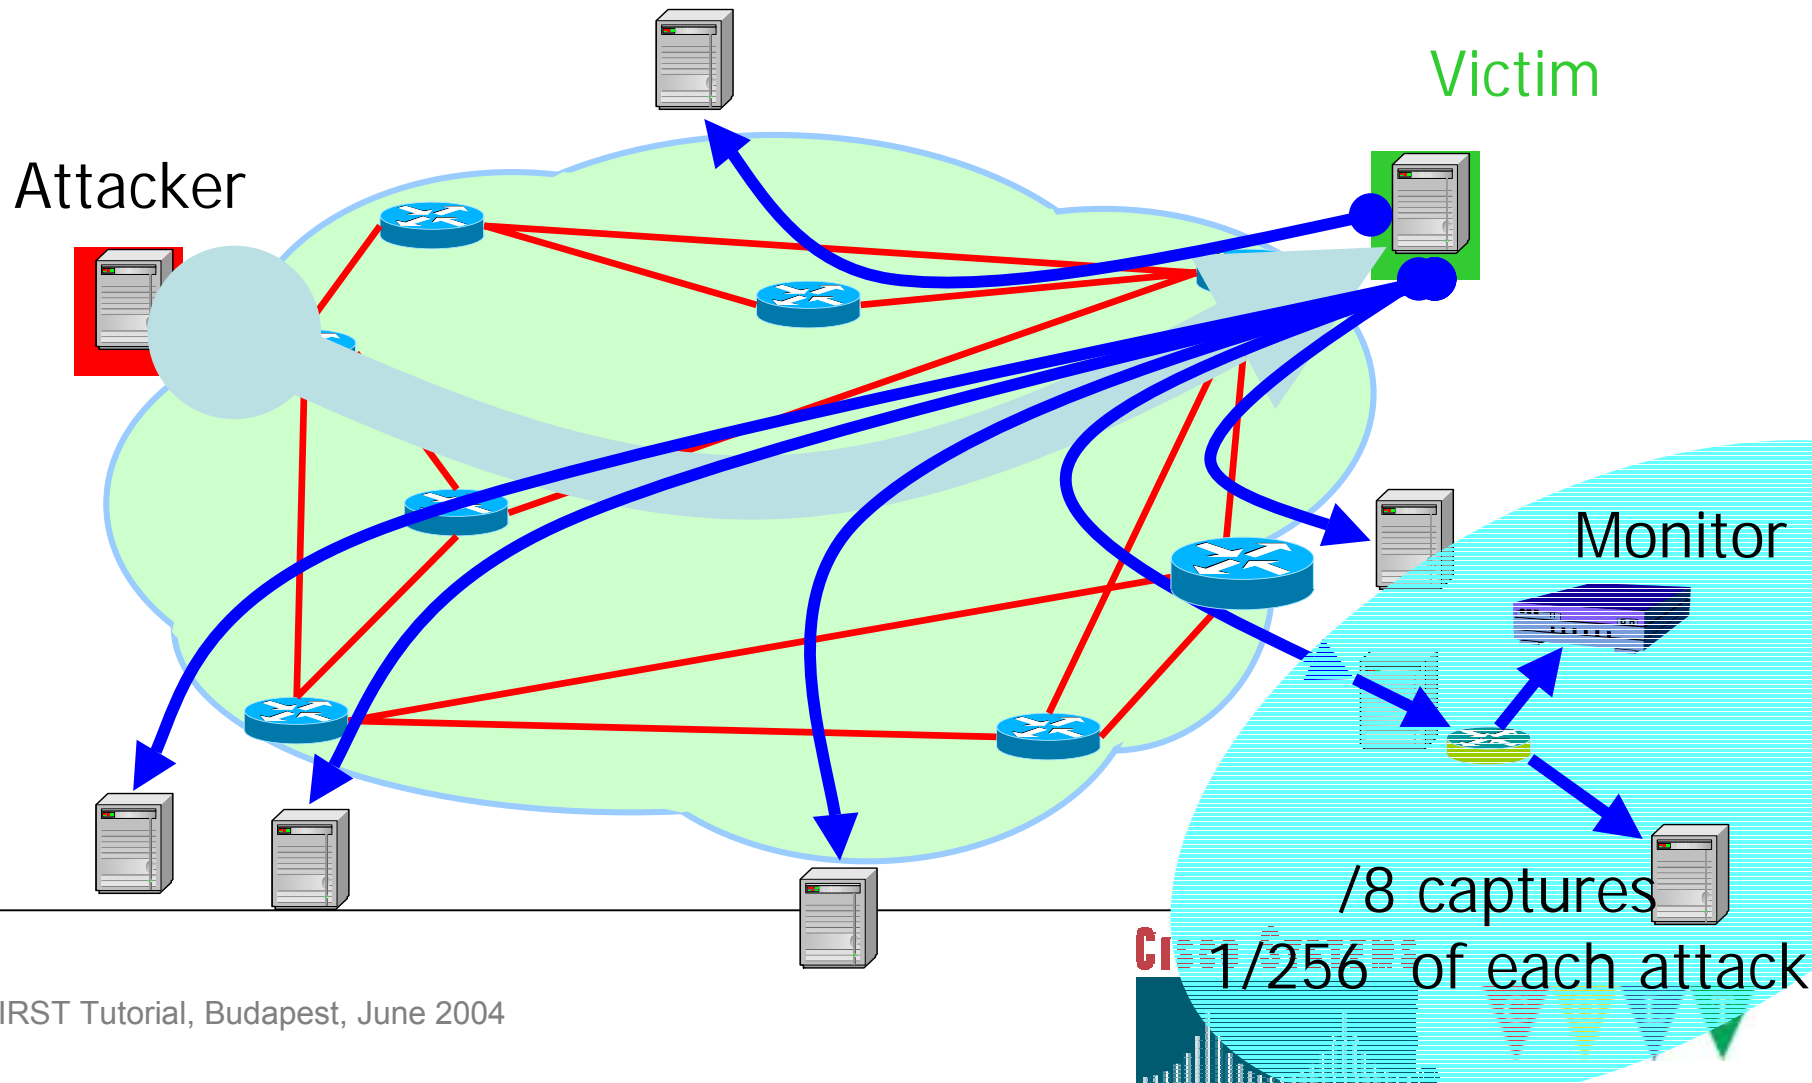 Victim
Attacker
Monitor
/8 captures
1/256 of each attack
IRST Tutorial, Budapest, June 2004